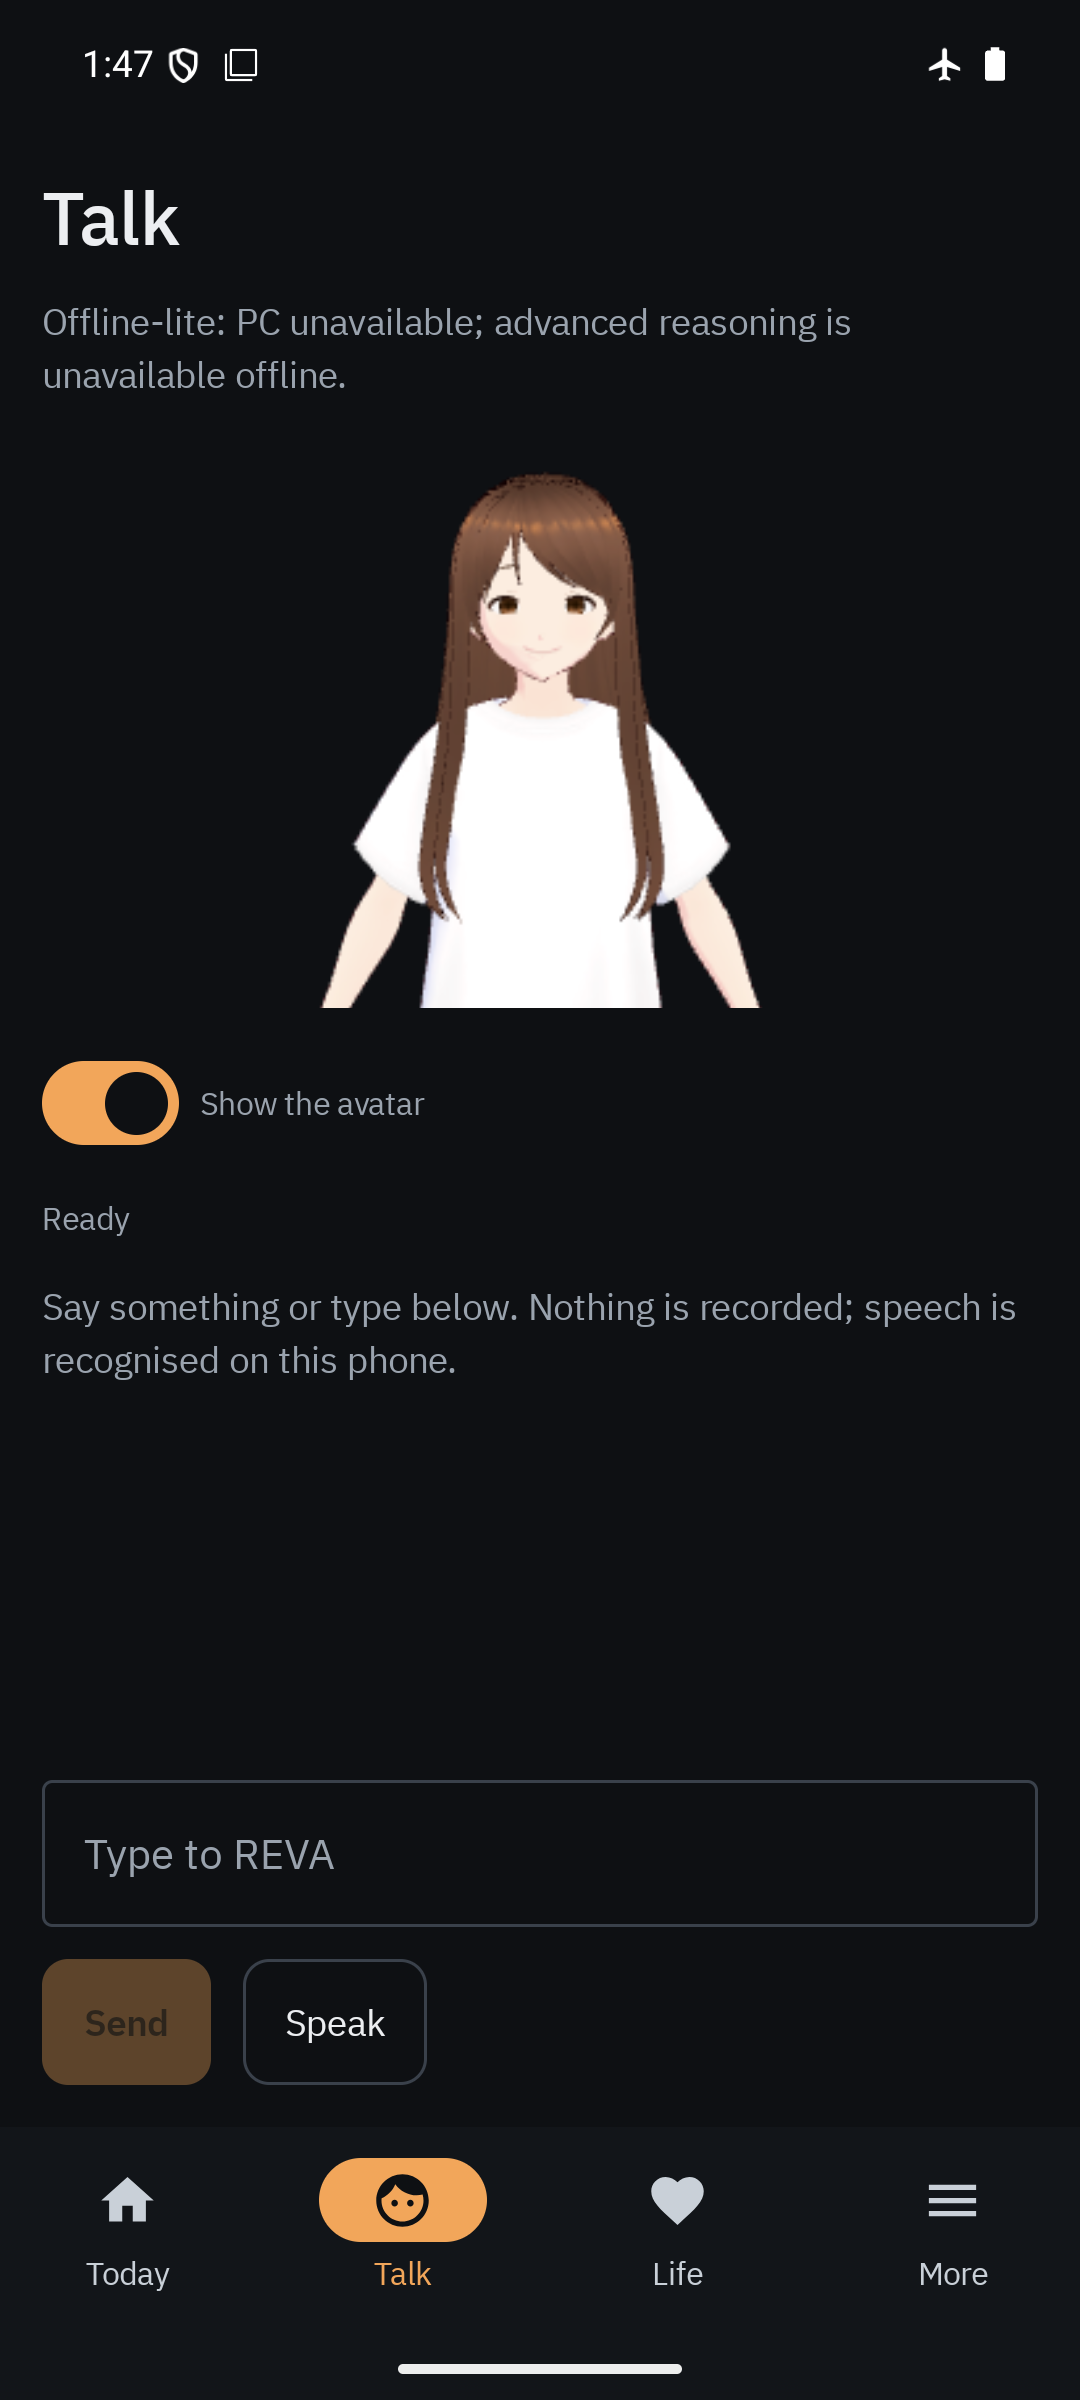 1:47
Talk
Offline-lite: PC unavailable; advanced reasoning is
unavailable offline.
Show the avatar
Ready
Say something or type below. Nothing is recorded; speech is
recognised on this phone.
Type to REVA
Send
Speak
Today
Talk
Life
More